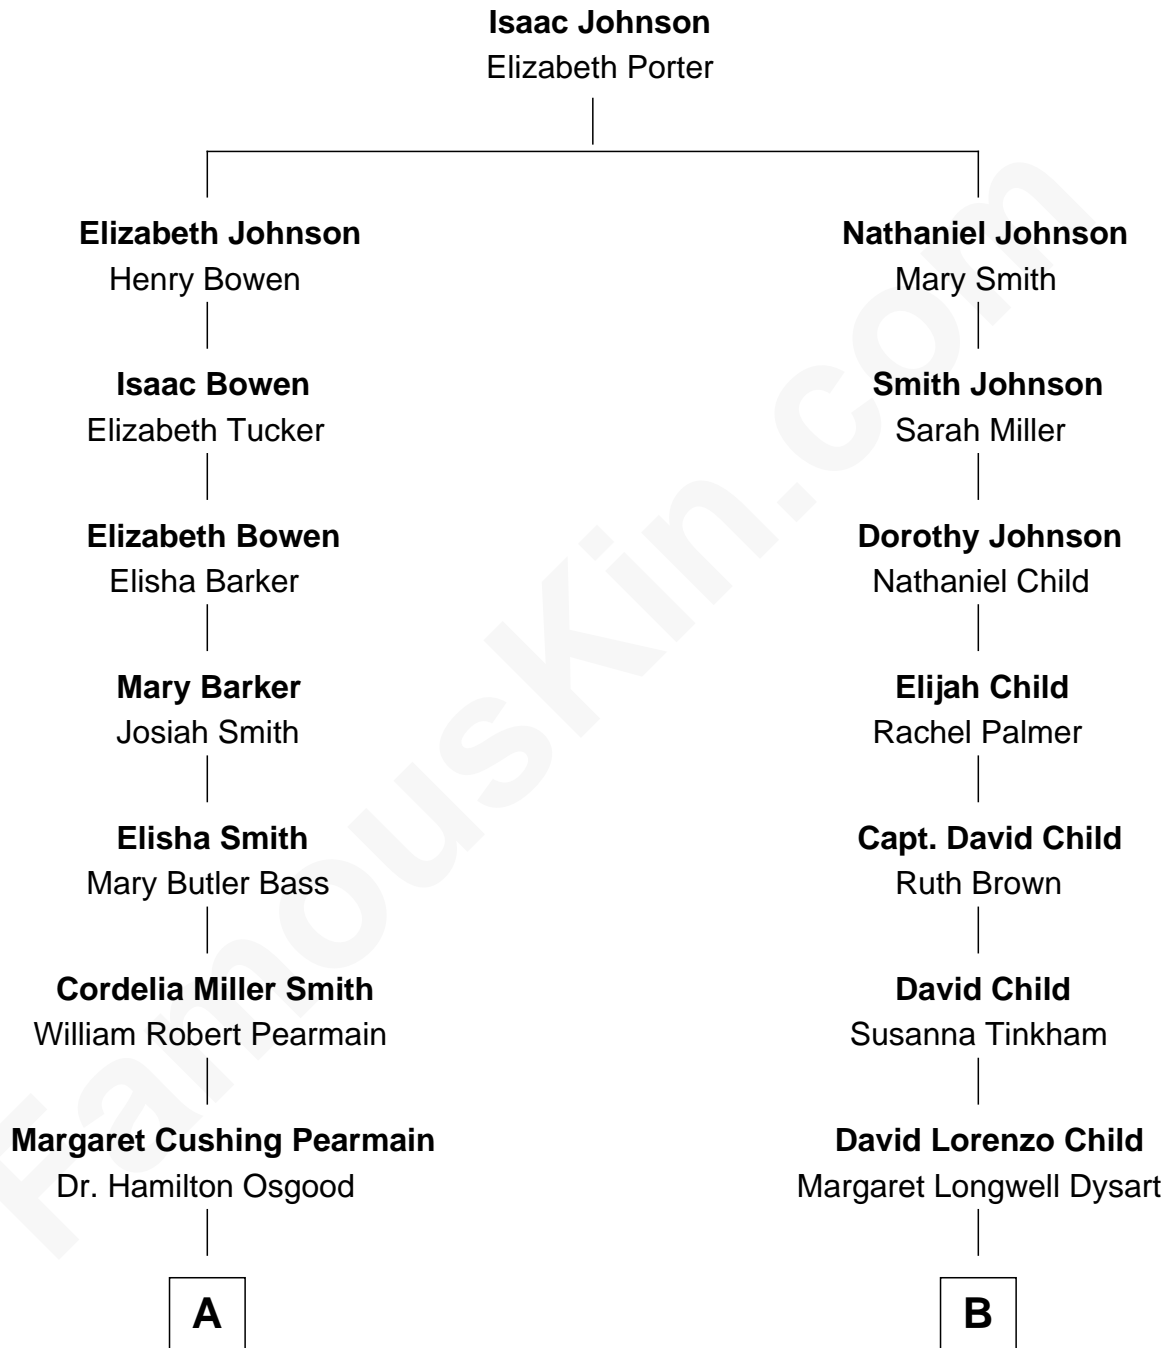 Isaac Johnson
Elizabeth Porter
Elizabeth Johnson
Henry Bowen
Nathaniel Johnson
Mary Smith
Isaac Bowen
Elizabeth Tucker
Smith Johnson
Sarah Miller
Elizabeth Bowen
Elisha Barker
Dorothy Johnson
Nathaniel Child
Mary Barker
Josiah Smith
Elijah Child
Rachel Palmer
Elisha Smith
Mary Butler Bass
Capt. David Child
Ruth Brown
Cordelia Miller Smith
William Robert Pearmain
David Child
Susanna Tinkham
Margaret Cushing Pearmain
Dr. Hamilton Osgood
David Lorenzo Child
Margaret Longwell Dysart
A
B
FamousKin.com